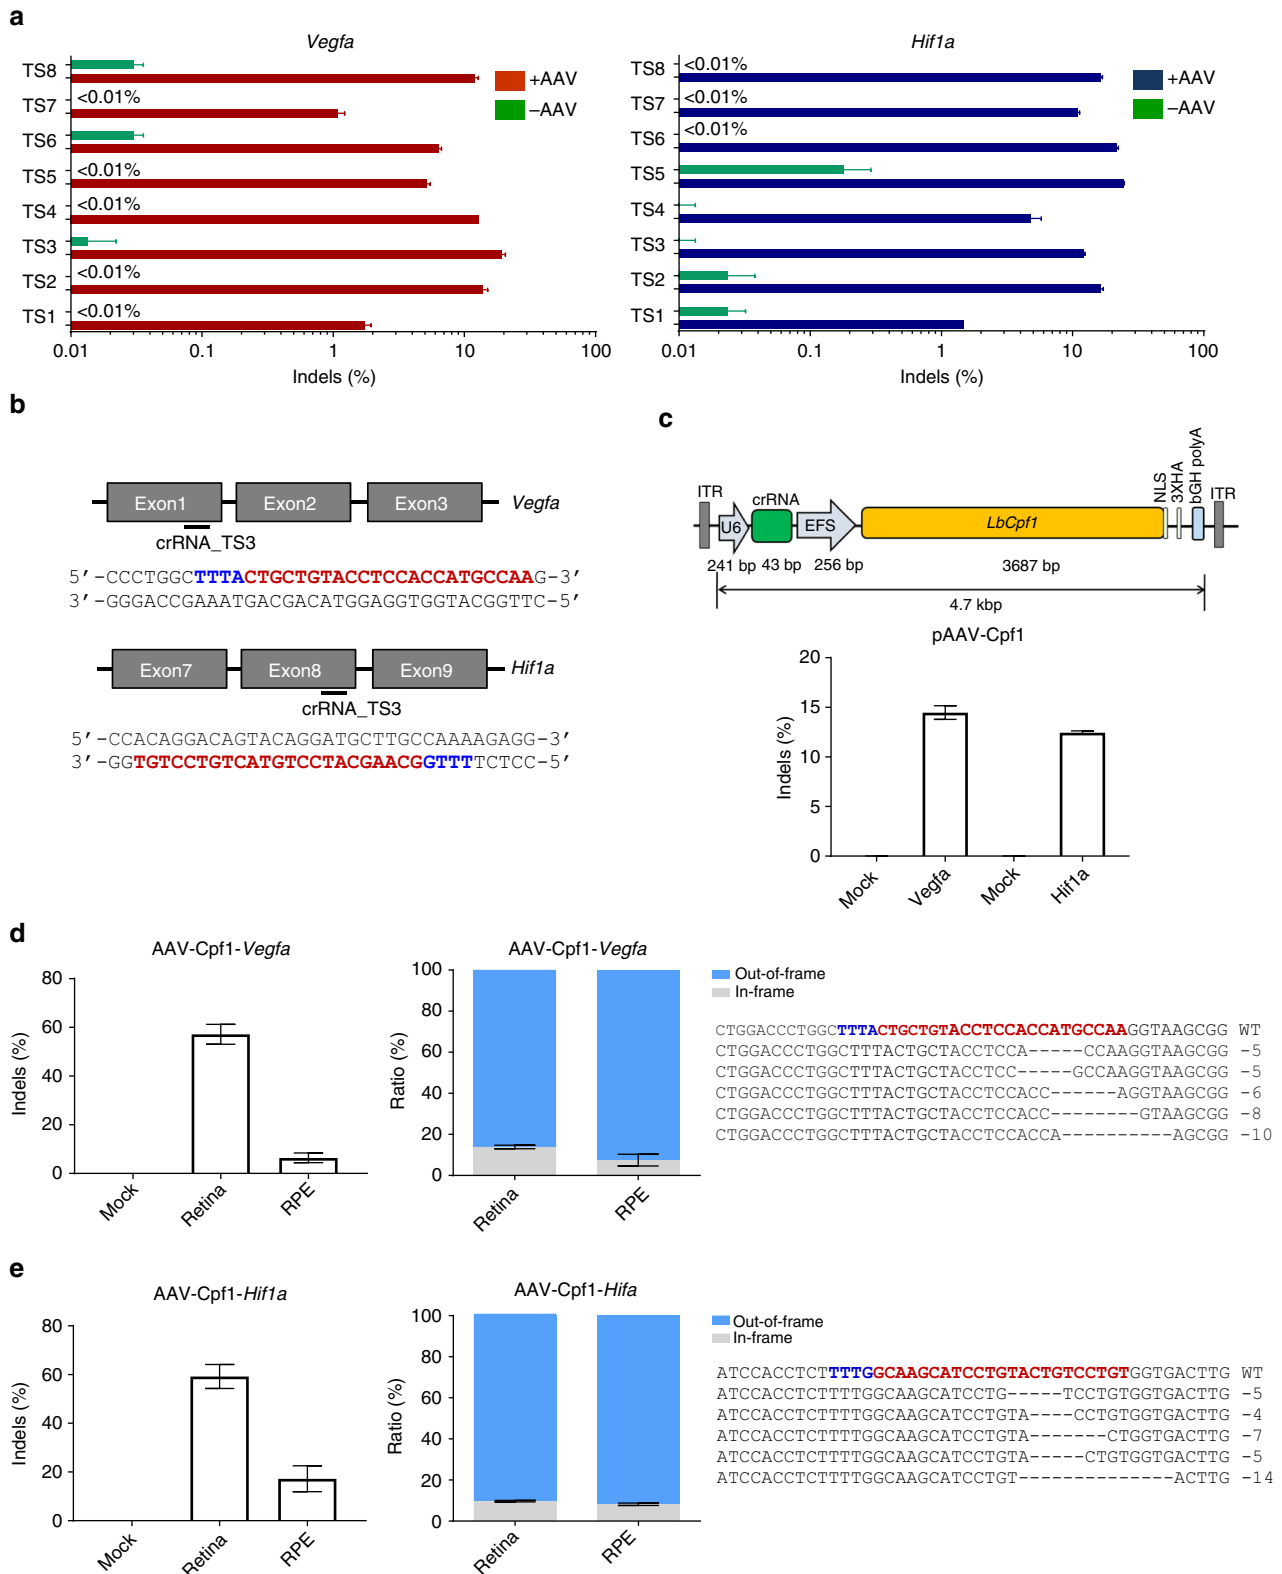 a
Vegfa
TS8
TS7
<0.01%
TS6
TS5
<0.01%
TS4
<0.01%
TS3
TS2
<0.01%
TS1
<0.01%
+AAV
−AAV
0.01 0.1 1 10 100
Indels (%)
Hif1a
TS8
<0.01%
TS7
<0.01%
TS6
<0.01%
TS5
TS4
TS3
TS2
TS1
+AAV
−AAV
0.01 0.1 1 10 100
Indels (%)
b
Exon1 Exon2 Exon3 Vegfa
crRNA_TS3
5′-CCCTGGCTTTACTGCTGTACCTCCACCATGCCAAG-3′
3′-GGGACCGAAATGACGACATGGAGGTGGTACGGTTC-5′
Exon7 Exon8 Exon9 Hif1a
crRNA_TS3
5′-CCACAGGACAGTACAGGATGCTTGCCAAAAGAGG-3′
3′-GGTGTCCTGTCATGTCCTACGAACGGTTTTCTCC-5′
c
ITR U6 crRNA EFS LbCpf1 NLS 3XHA bGH polyA ITR
241 bp 43 bp 256 bp 3687 bp
4.7 kbp
pAAV-Cpf1
Indels (%)
20
15
10
5
0
Mock Vegfa Mock Hif1a
d
AAV-Cpf1-Vegfa
Indels (%)
80
60
40
20
0
Mock Retina RPE
AAV-Cpf1-Vegfa
Ratio (%)
100
80
60
40
20
0
Retina RPE
Out-of-frame
In-frame
CTGGACCCTGGCTTTACTGCTGTACCTCCACCATGCCAAGGTAAGCGG WT
CTGGACCCTGGCTTTACTGCTACCTCCA-----CCAAGGTAAGCGG -5
CTGGACCCTGGCTTTACTGCTACCTCC-----GCCAAGGTAAGCGG -5
CTGGACCCTGGCTTTACTGCTACCTCCACC------AGGTAAGCGG -6
CTGGACCCTGGCTTTACTGCTACCTCCACC--------GTAAGCGG -8
CTGGACCCTGGCTTTACTGCTACCTCCACCA----------AGCGG -10
e
AAV-Cpf1-Hif1a
Indels (%)
80
60
40
20
0
Mock Retina RPE
AAV-Cpf1-Hifa
Ratio (%)
100
80
60
40
20
0
Retina RPE
Out-of-frame
In-frame
ATCCACCTCTTTTGGCAAGCATCCTGTACTGTCCTGTGGTGACTTG WT
ATCCACCTCTTTTGGCAAGCATCCTG-----TCCTGTGGTGACTTG -5
ATCCACCTCTTTTGGCAAGCATCCTGTA----CCTGTGGTGACTTG -4
ATCCACCTCTTTTGGCAAGCATCCTGTA-------CTGGTGACTTG -7
ATCCACCTCTTTTGGCAAGCATCCTGTA-----CTGTGGTGACTTG -5
ATCCACCTCTTTTGGCAAGCATCCTGT--------------ACTTG -14